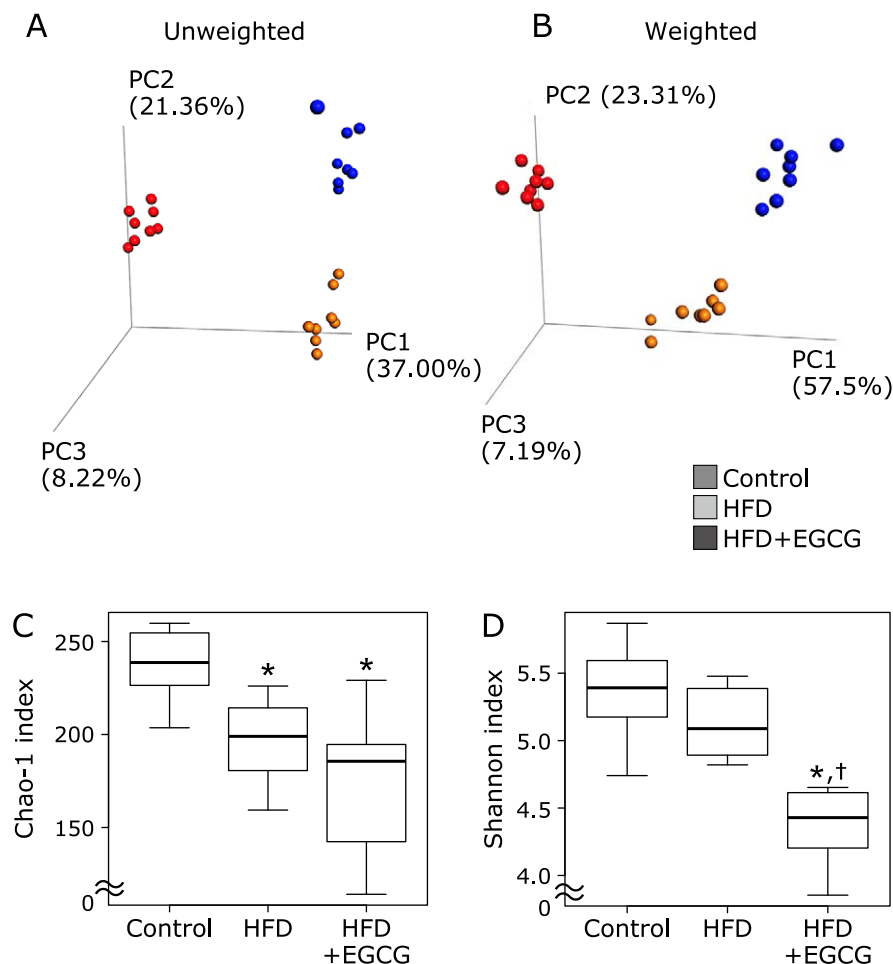 A
Unweighted
B
Weighted
PC2
(21.36%)
PC2 (23.31%)
PC1
(37.00%)
PC1
(57.5%)
PC3
(8.22%)
PC3
(7.19%)
Control
HFD
HFD+EGCG
C
Chao-1 index
250
200
150
0
*
*
Control
HFD
HFD
+EGCG
D
Shannon index
5.5
5.0
4.5
4.0
0
*,†
Control
HFD
HFD
+EGCG